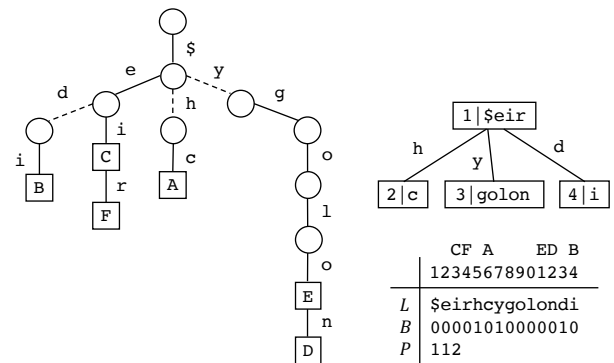 $
e y
d h g
i c
i B C A o
r
F l
o
E
n
D
1|$eir
h y d
2|c 3|golon 4|i
CF A ED B
12345678901234
L $eirhcygolondi
B 00001010000010
P 112